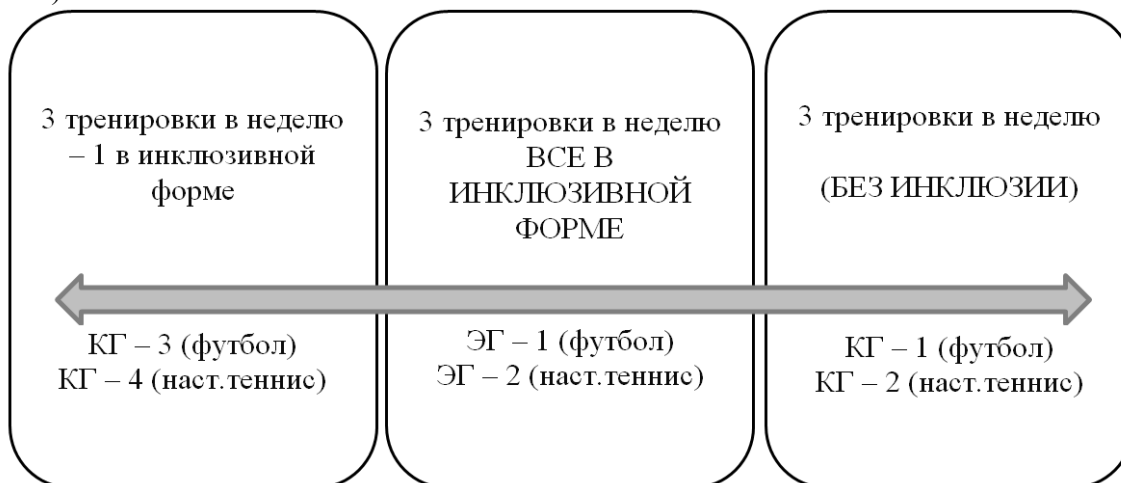 3 тренировки в неделю
– 1 в инклюзивной
форме
КГ – 3 (футбол)
КГ – 4 (наст.теннис)
3 тренировки в неделю
ВСЕ В
ИНКЛЮЗИВНОЙ
ФОРМЕ
ЭГ – 1 (футбол)
ЭГ – 2 (наст.теннис)
3 тренировки в неделю
(БЕЗ ИНКЛЮЗИИ)
КГ – 1 (футбол)
КГ – 2 (наст.теннис)